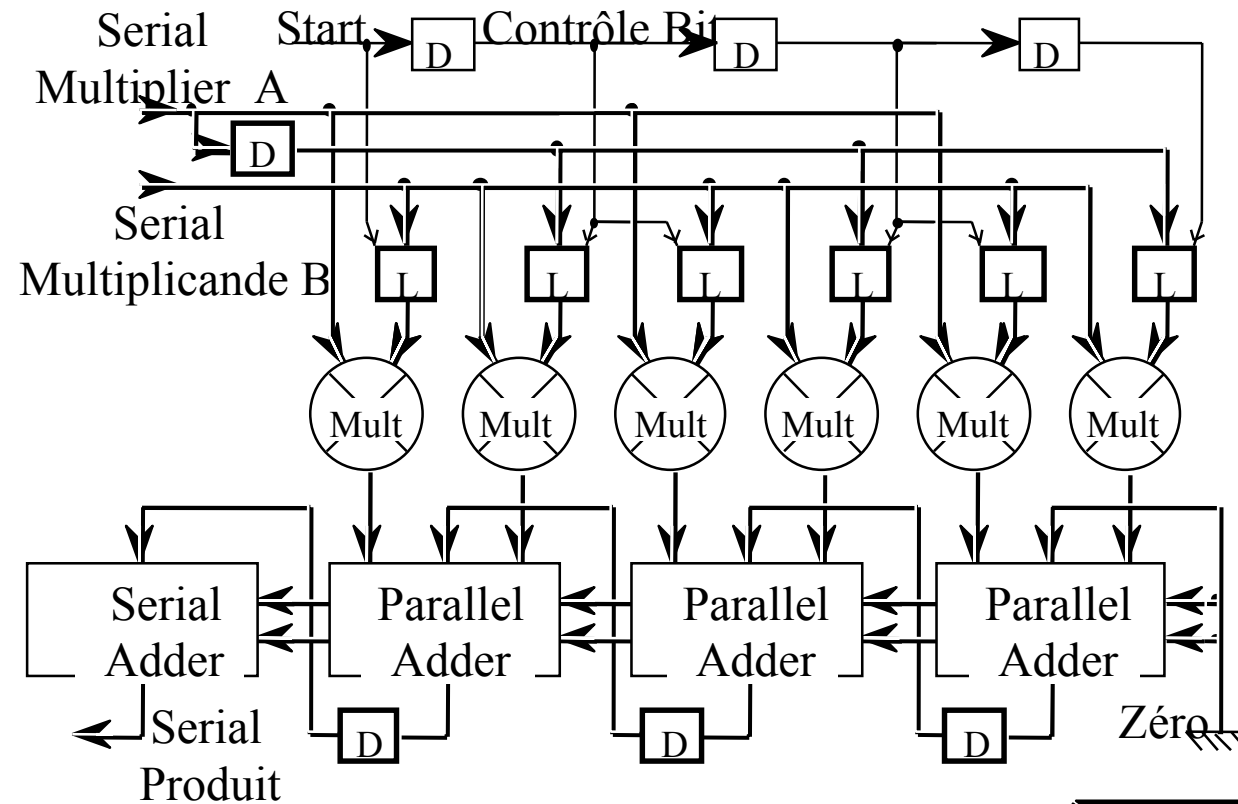 Serial
Multiplier A
Start
Contrôle Bit
D
D
D
D
Serial
Multiplicande B
L
L
L
L
L
L
Mult
Mult
Mult
Mult
Mult
Mult
Serial
Adder
Parallel
Adder
Parallel
Adder
Parallel
Adder
Serial
Produit
D
D
D
Zéro